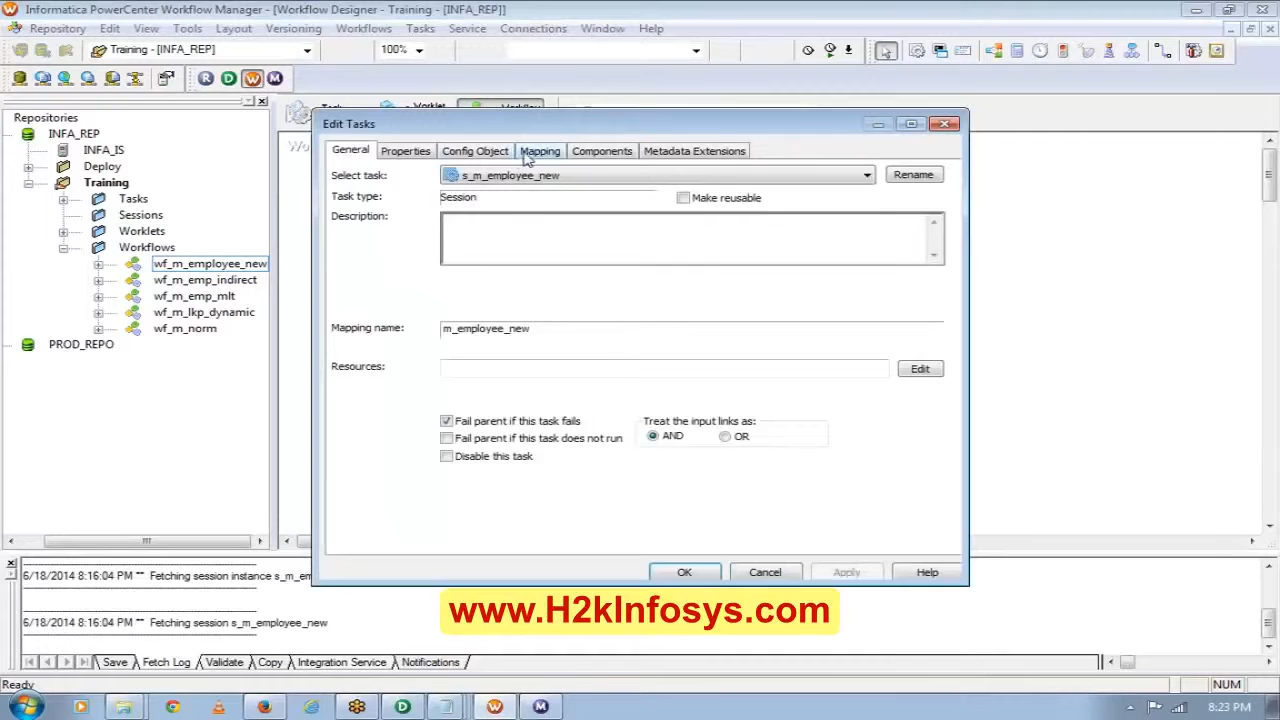 Informatica PowerCenter Workflow Manager - [Workflow Designer - Training - [INFA_REP]]
Repository Edit View Tools Layout Versioning Workflows Tasks Service Connections Window Help
Training - [INFA_REP]
100%
R D W M
Repositories
INFA_REP
INFA_IS
Deploy
Training
Tasks
Sessions
Worklets
Workflows
wf_m_employee_new
wf_m_emp_indirect
wf_m_emp_mlt
wf_m_lkp_dynamic
wf_m_norm
PROD_REPO
Worklet
Edit Tasks
General Properties Config Object Mapping Components Metadata Extensions
Select task: s_m_employee_new Rename
Task type: Session Make reusable
Description:
Mapping name: m_employee_new
Resources: Edit
Fail parent if this task fails
Fail parent if this task does not run
Disable this task
Treat the input links as:
AND OR
OK Cancel Apply Help
6/18/2014 8:16:04 PM ** Fetching session instance s_m_em
6/18/2014 8:16:04 PM ** Fetching session s_m_employee_new
www.H2kInfosys.com
Save Fetch Log Validate Copy Integration Service Notifications
Ready
NUM
8:23 PM